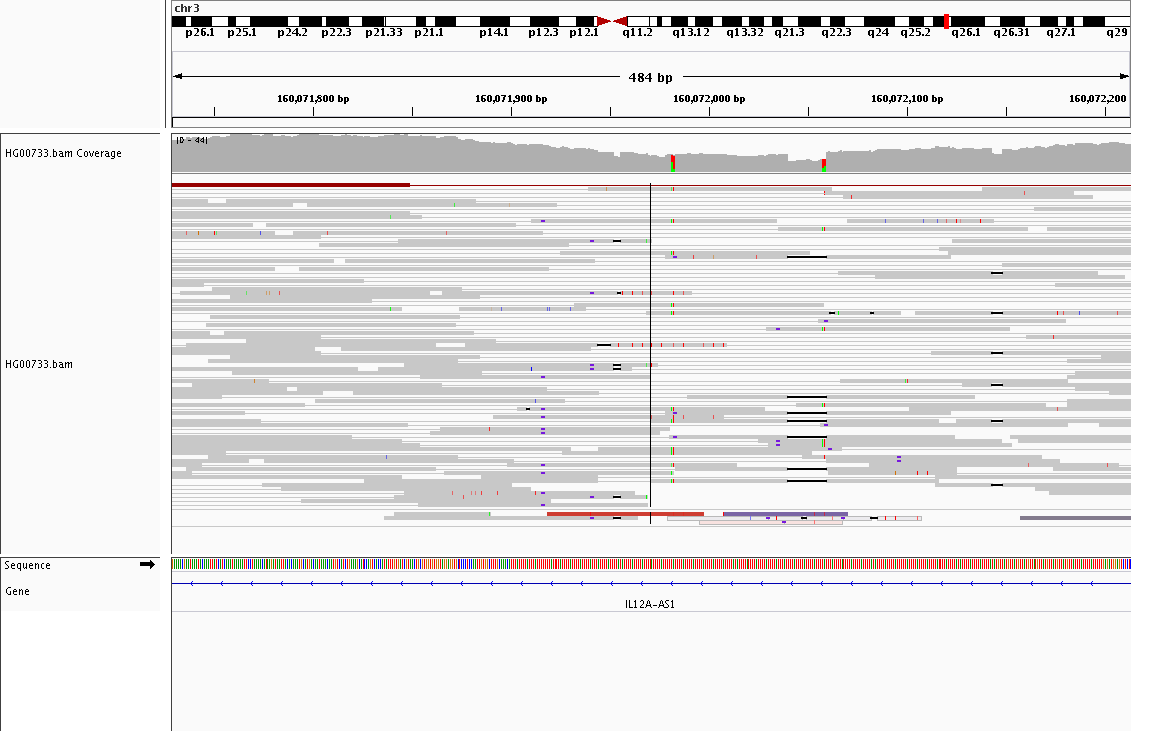 chr3
p26.1 p25.1 p24.2 p22.3 p21.33 p21.1 p14.1 p12.3 p12.1 q11.2 q13.12 q13.32 q21.3 q22.3 q24 q25.2 q26.1 q26.31 q27.1 q29
484 bp
160,071,800 bp 160,071,900 bp 160,072,000 bp 160,072,100 bp 160,072,200
HG00733.bam Coverage
[0 - 44]
HG00733.bam
Sequence
Gene
IL12A-AS1